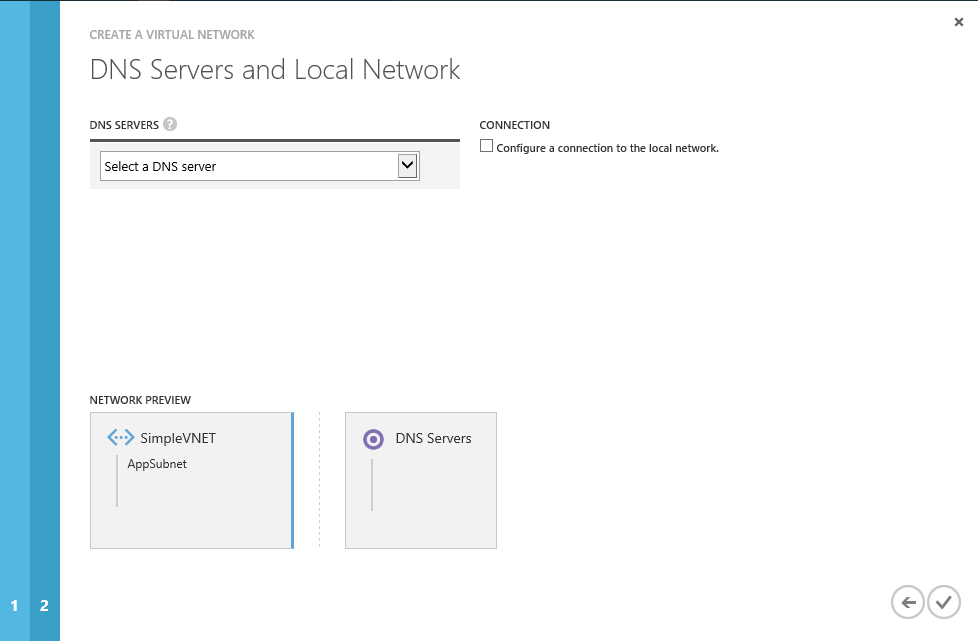 CREATE A VIRTUAL NETWORK
DNS Servers and Local Network
DNS SERVERS ?
Select a DNS server
CONNECTION
Configure a connection to the local network.
NETWORK PREVIEW
SimpleVNET
AppSubnet
DNS Servers
1 2